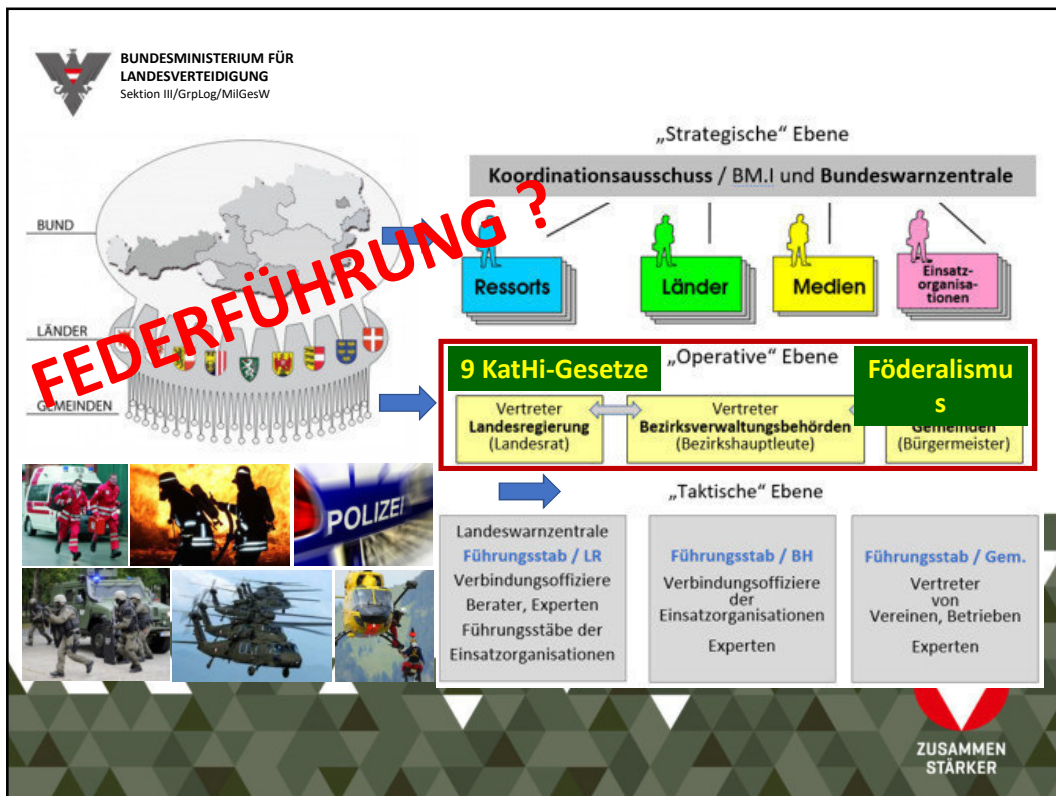 BUNDESMINISTERIUM FÜR
LANDESVERTEIDIGUNG
Sektion III/GrpLog/MilGesW
„Strategische“ Ebene
Koordinationsausschuss / BM.I und Bundeswarnzentrale
Ressorts
Länder
Medien
Einsatz-
organisa-
tionen
BUND
LÄNDER
GEMEINDEN
FEDERFÜHRUNG ?
9 KatHi-Gesetze
„Operative“ Ebene
Föderalismu
s
Vertreter
Landesregierung
(Landesrat)
Vertreter
Bezirksverwaltungsbehörden
(Bezirkshauptleute)
Gemeinden
(Bürgermeister)
POLIZEI
„Taktische“ Ebene
Landeswarnzentrale
Führungsstab / LR
Verbindungsoffiziere
Berater, Experten
Führungsstäbe der
Einsatzorganisationen
Führungsstab / BH
Verbindungsoffiziere
der
Einsatzorganisationen
Experten
Führungsstab / Gem.
Vertreter
von
Vereinen, Betrieben
Experten
ZUSAMMEN
STÄRKER